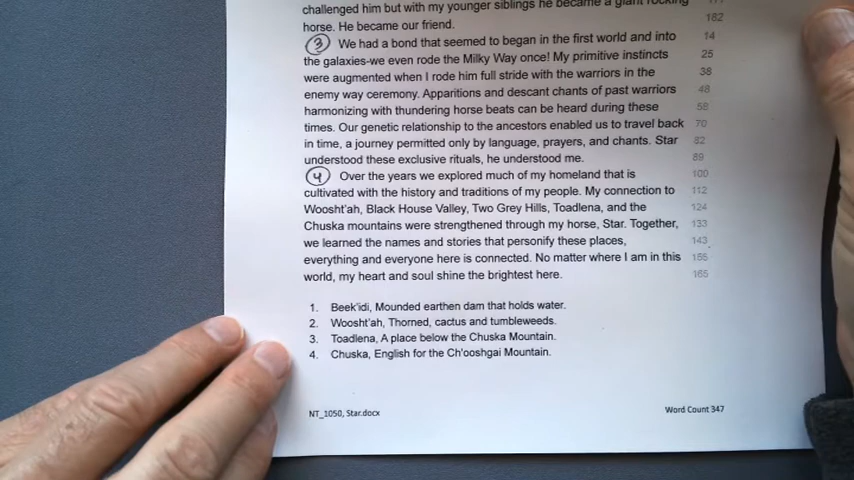 challenged him but with my younger siblings he became a giant rocking
horse. He became our friend. 182
3 We had a bond that seemed to began in the first world and into 14
the galaxies-we even rode the Milky Way once! My primitive instincts 25
were augmented when I rode him full stride with the warriors in the 38
enemy way ceremony. Apparitions and descant chants of past warriors 48
harmonizing with thundering horse beats can be heard during these 58
times. Our genetic relationship to the ancestors enabled us to travel back 70
in time, a journey permitted only by language, prayers, and chants. Star 82
understood these exclusive rituals, he understood me. 89
4 Over the years we explored much of my homeland that is 100
cultivated with the history and traditions of my people. My connection to 112
Woosht'ah, Black House Valley, Two Grey Hills, Toadlena, and the 124
Chuska mountains were strengthened through my horse, Star. Together, 133
we learned the names and stories that personify these places, 143
everything and everyone here is connected. No matter where I am in this 155
world, my heart and soul shine the brightest here. 165
1. Beek'idi, Mounded earthen dam that holds water.
2. Woosht'ah, Thorned, cactus and tumbleweeds.
3. Toadlena, A place below the Chuska Mountain.
4. Chuska, English for the Ch'ooshgai Mountain.
NT_1050, Star.docx Word Count 347